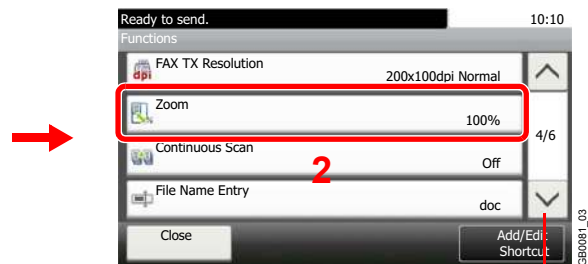 Ready to send. 10:10
Functions
dpi FAX TX Resolution
200x100dpi Normal
Zoom
100%
4/6
Continuous Scan
Off
2
File Name Entry
doc
Close
Add/Edit
Shortcut